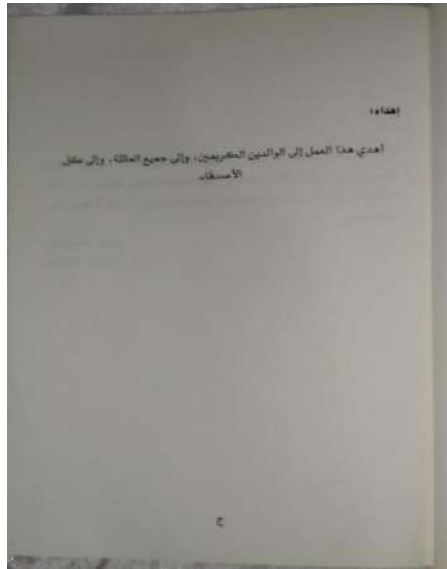 إهداء:
أهدي هذا العمل إلى الوالدين الكريمين، وإلى جميع العائلة، وإلى كل
الأصدقاء.
ج